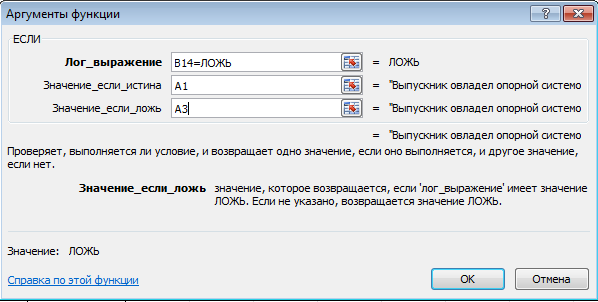 Аргументы функции
ЕСЛИ
Лог_выражение B14=ЛОЖЬ = ЛОЖЬ
Значение_если_истина A1 = "Выпускник овладел опорной системо
Значение_если_ложь A3 = "Выпускник овладел опорной системо
= "Выпускник овладел опорной системо
Проверяет, выполняется ли условие, и возвращает одно значение, если оно выполняется, и другое значение,
если нет.
Значение_если_ложь значение, которое возвращается, если 'лог_выражение' имеет значение
ЛОЖЬ. Если не указано, возвращается значение ЛОЖЬ.
Значение: ЛОЖЬ
Справка по этой функции ОК Отмена